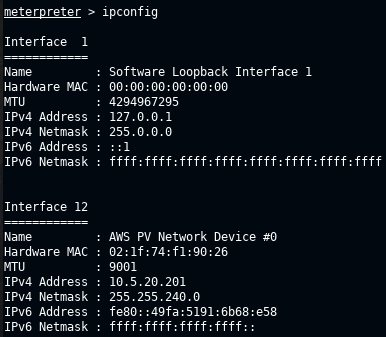 meterpreter > ipconfig
Interface  1
============
Name         : Software Loopback Interface 1
Hardware MAC : 00:00:00:00:00:00
MTU          : 4294967295
IPv4 Address : 127.0.0.1
IPv4 Netmask : 255.0.0.0
IPv6 Address : ::1
IPv6 Netmask : ffff:ffff:ffff:ffff:ffff:ffff:ffff:ffff
Interface 12
============
Name         : AWS PV Network Device #0
Hardware MAC : 02:1f:74:f1:90:26
MTU          : 9001
IPv4 Address : 10.5.20.201
IPv4 Netmask : 255.255.240.0
IPv6 Address : fe80::49fa:5191:6b68:e58
IPv6 Netmask : ffff:ffff:ffff:ffff::